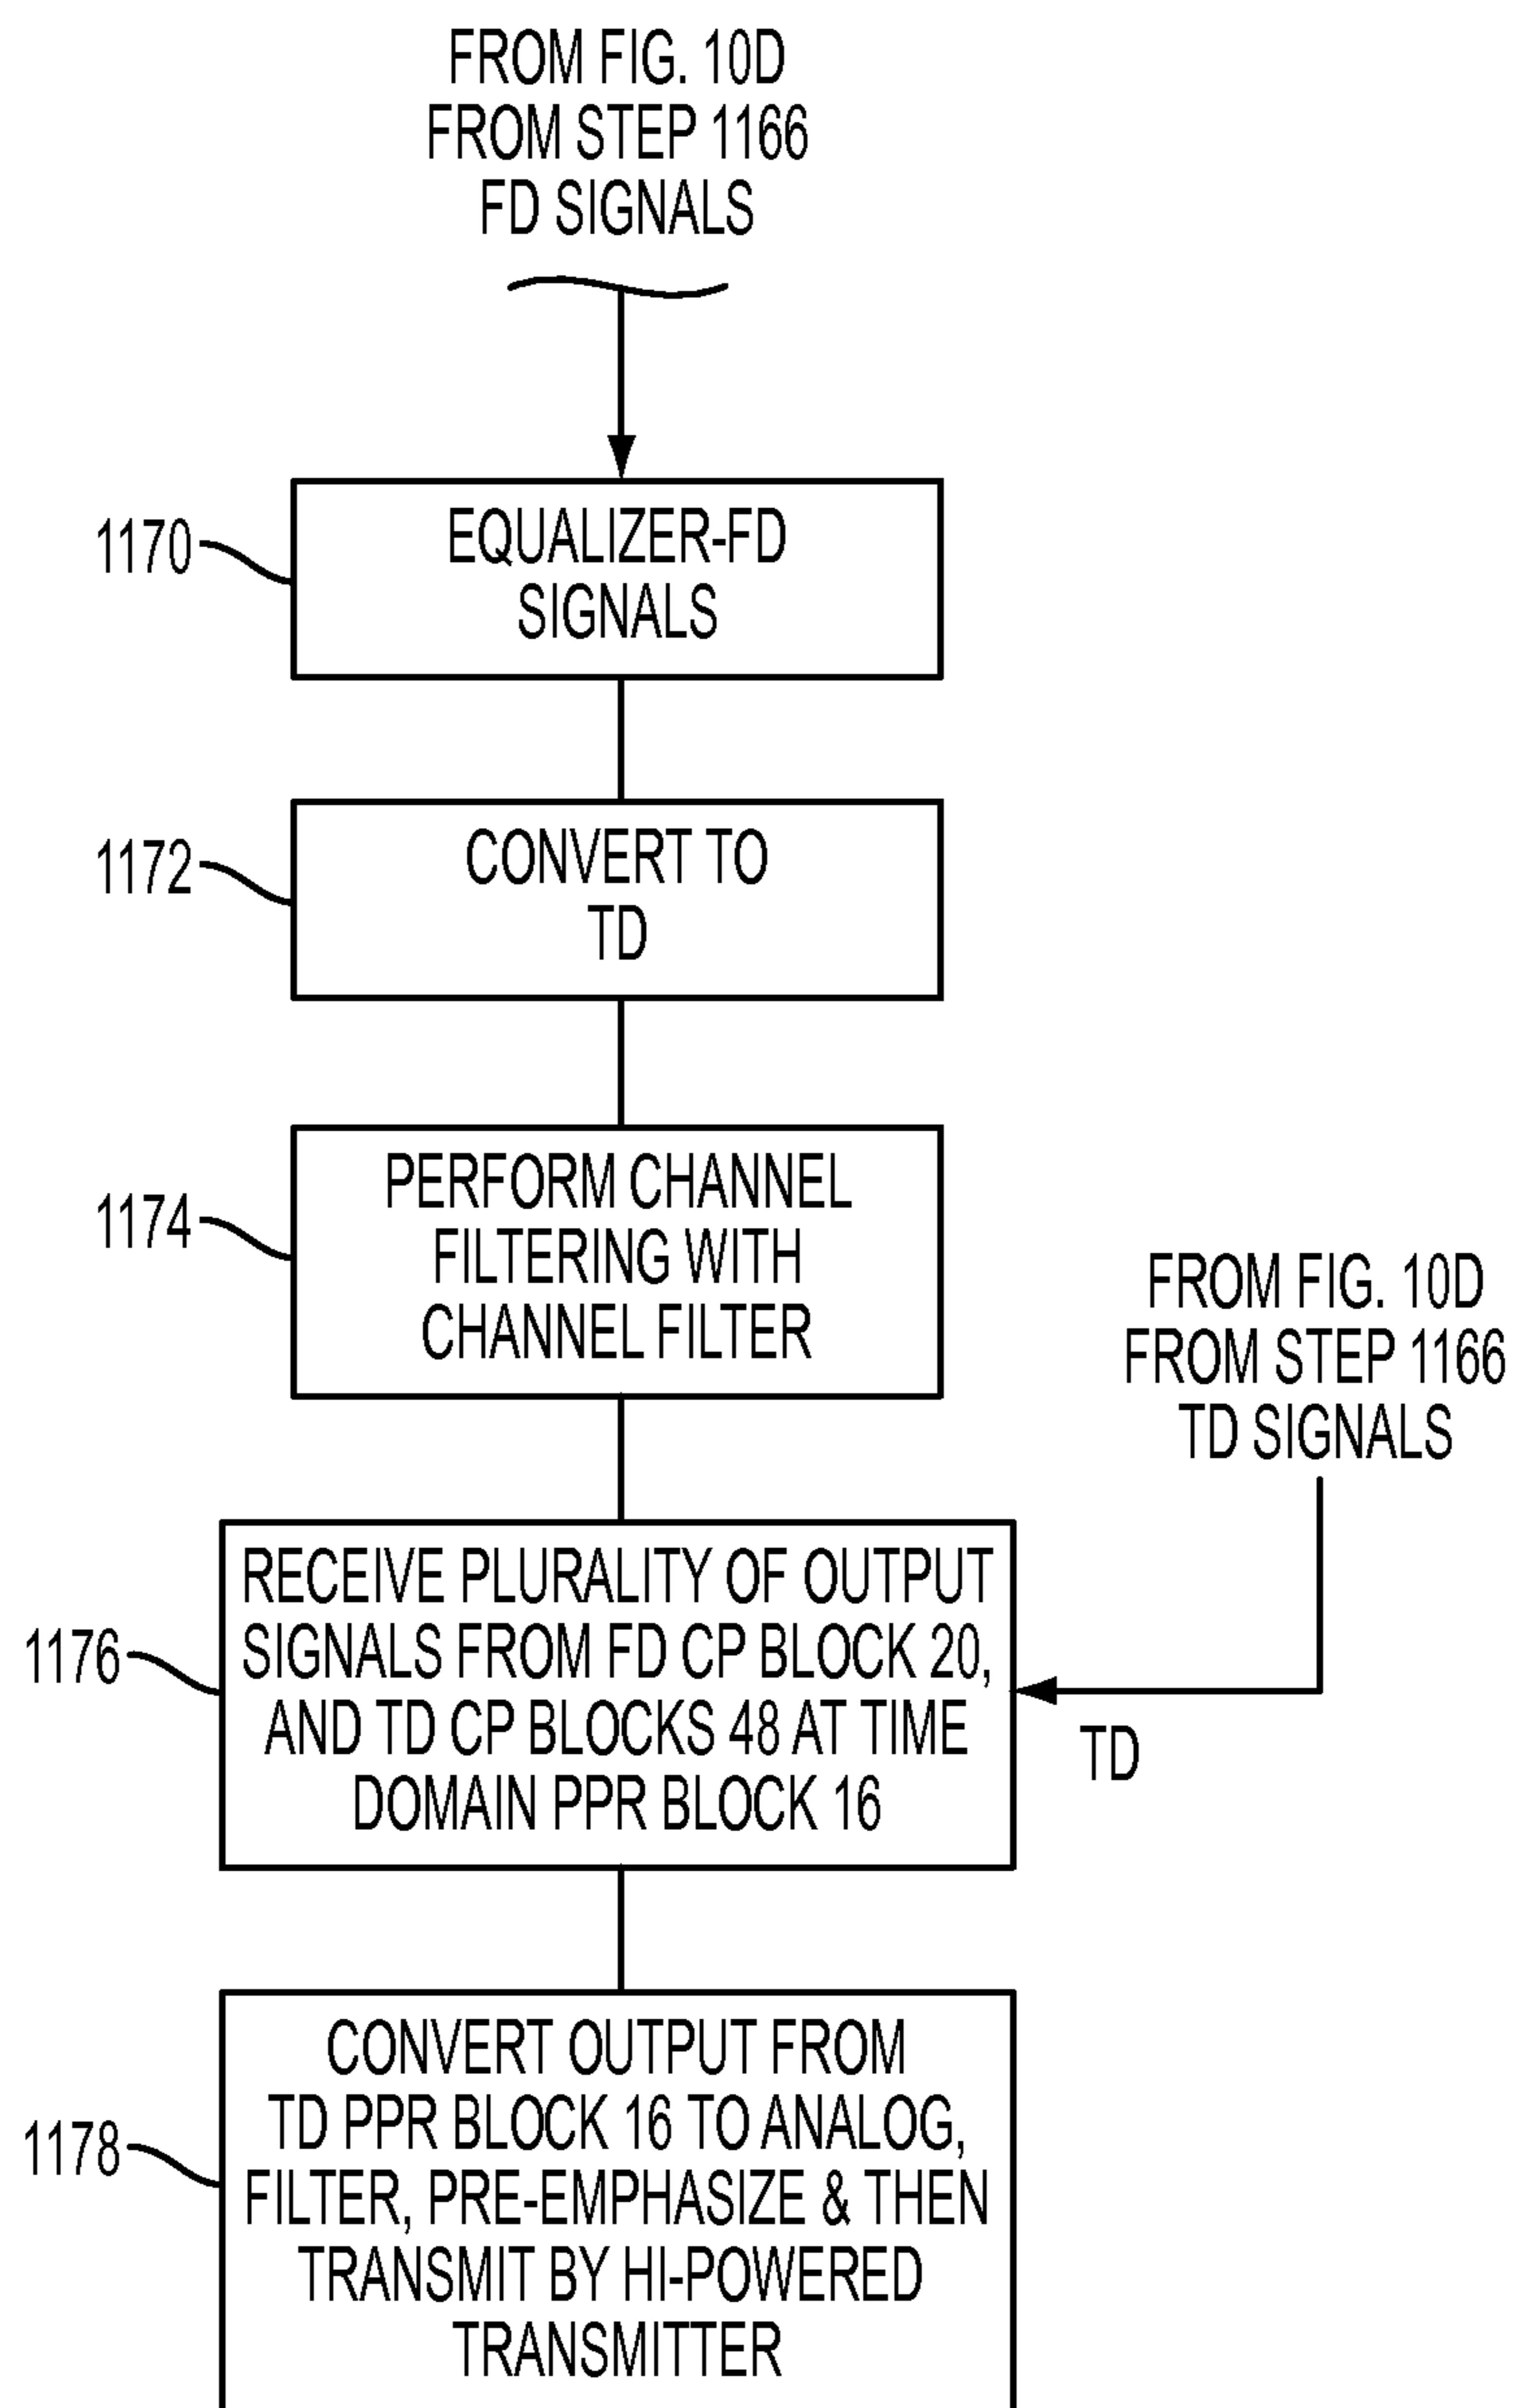 FROM FIG. 10D
FROM STEP 1166
FD SIGNALS
1170
EQUALIZER-FD
SIGNALS
1172
CONVERT TO
TD
1174
PERFORM CHANNEL
FILTERING WITH
CHANNEL FILTER
FROM FIG. 10D
FROM STEP 1166
TD SIGNALS
TD
1176
RECEIVE PLURALITY OF OUTPUT
SIGNALS FROM FD CP BLOCK 20,
AND TD CP BLOCKS 48 AT TIME
DOMAIN PPR BLOCK 16
1178
CONVERT OUTPUT FROM
TD PPR BLOCK 16 TO ANALOG,
FILTER, PRE-EMPHASIZE & THEN
TRANSMIT BY HI-POWERED
TRANSMITTER